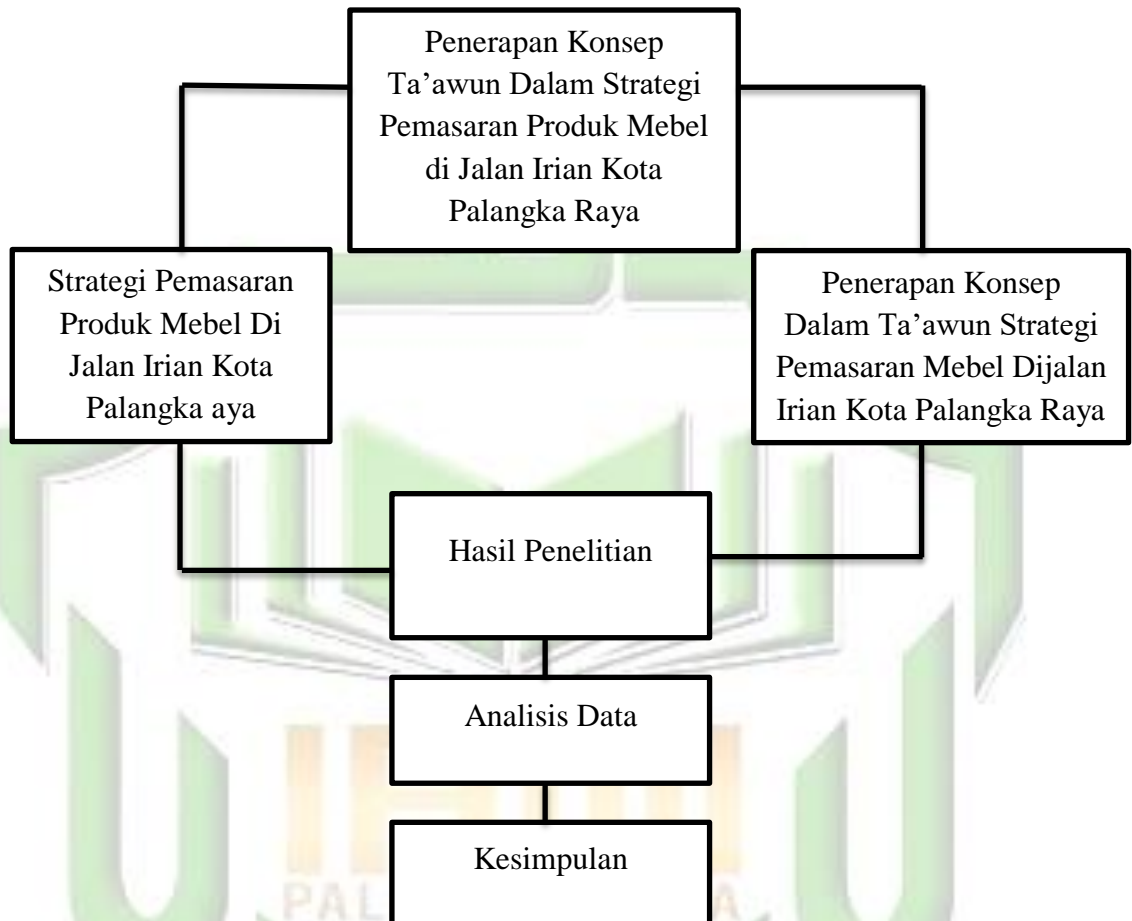 Penerapan Konsep
Ta’awun Dalam Strategi
Pemasaran Produk Mebel
di Jalan Irian Kota
Palangka Raya
Strategi Pemasaran
Produk Mebel Di
Jalan Irian Kota
Palangka aya
Penerapan Konsep
Dalam Ta’awun Strategi
Pemasaran Mebel Dijalan
Irian Kota Palangka Raya
Hasil Penelitian
Analisis Data
Kesimpulan